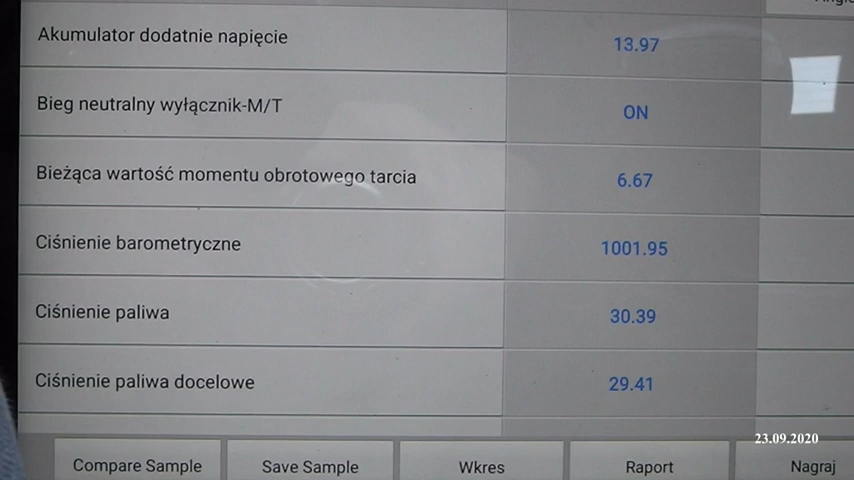 Akumulator dodatnie napięcie 13.97
Bieg neutralny wyłącznik-M/T ON
Bieżąca wartość momentu obrotowego tarcia 6.67
Ciśnienie barometryczne 1001.95
Ciśnienie paliwa 30.39
Ciśnienie paliwa docelowe 29.41
23.09.2020
Compare Sample Save Sample Wkres Raport Nagraj